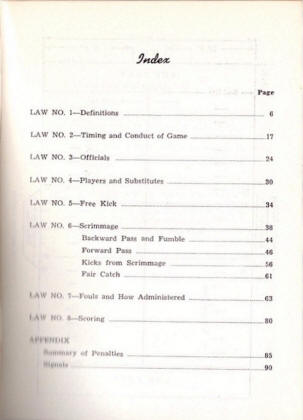 Index
Page
LAW NO. 1—Definitions 6
LAW NO. 2—Timing and Conduct of Game 17
LAW NO. 3—Officials 24
LAW NO. 4—Players and Substitutes 30
LAW NO. 5—Free Kick 34
LAW NO. 6—Scrimmage 38
Backward Pass and Fumble 44
Forward Pass 46
Kicks from Scrimmage 56
Fair Catch 61
LAW NO. 7—Fouls and How Administered 63
LAW NO. 8—Scoring 80
APPENDIX
Summary of Penalties 85
Signals 90